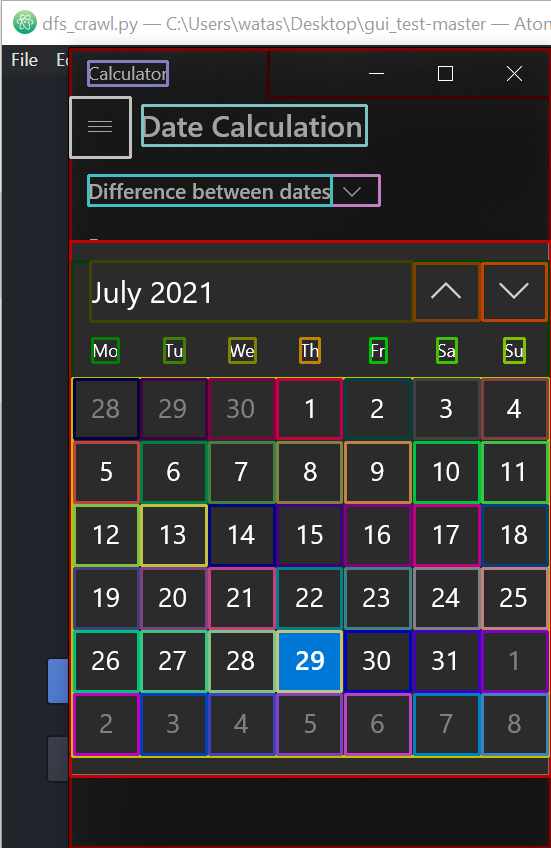 dfs_crawl.py — C:\Users\watas\Desktop\gui_test-master — Atom
File
Calculator
Date Calculation
Difference between dates
July 2021
Mo Tu We Th Fr Sa Su
28 29 30 1 2 3 4
5 6 7 8 9 10 11
12 13 14 15 16 17 18
19 20 21 22 23 24 25
26 27 28 29 30 31 1
2 3 4 5 6 7 8